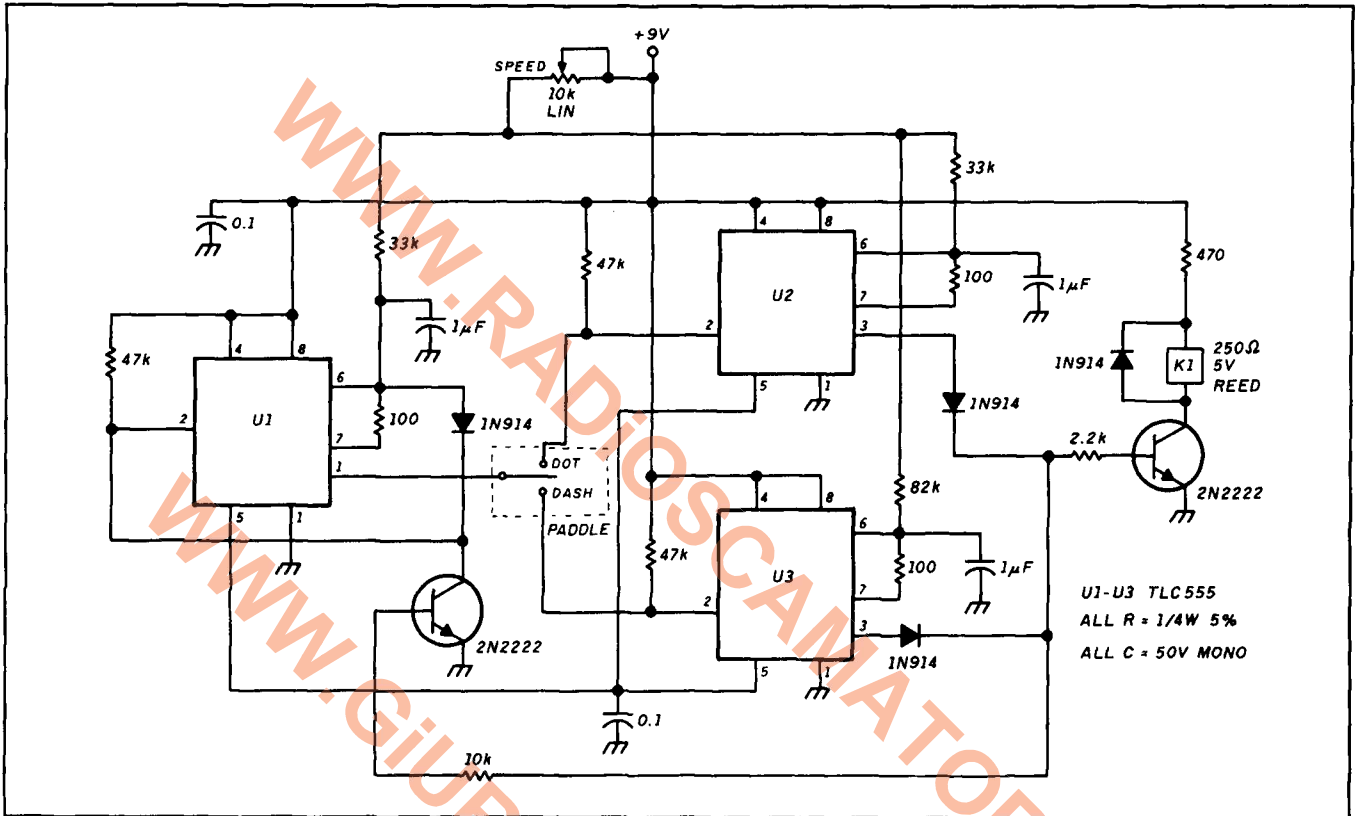 +9V
SPEED
10k
LIN
33k
0.1
33k
47k
4
8
6
100
7
U2
2
3
5
1
1µF
470
1N914
K1
250Ω
5V
REED
1µF
47k
4
8
6
100
7
1N914
2
U1
1
5
1
DOT
DASH
PADDLE
1N914
2.2k
2N2222
82k
4
8
47k
6
100
7
1µF
U3
2
3
1N914
5
1
2N2222
0.1
10k
U1-U3 TLC555
ALL R = 1/4W 5%
ALL C = 50V MONO
WWW.RADiOSCAMATOR
WWW.GiUR